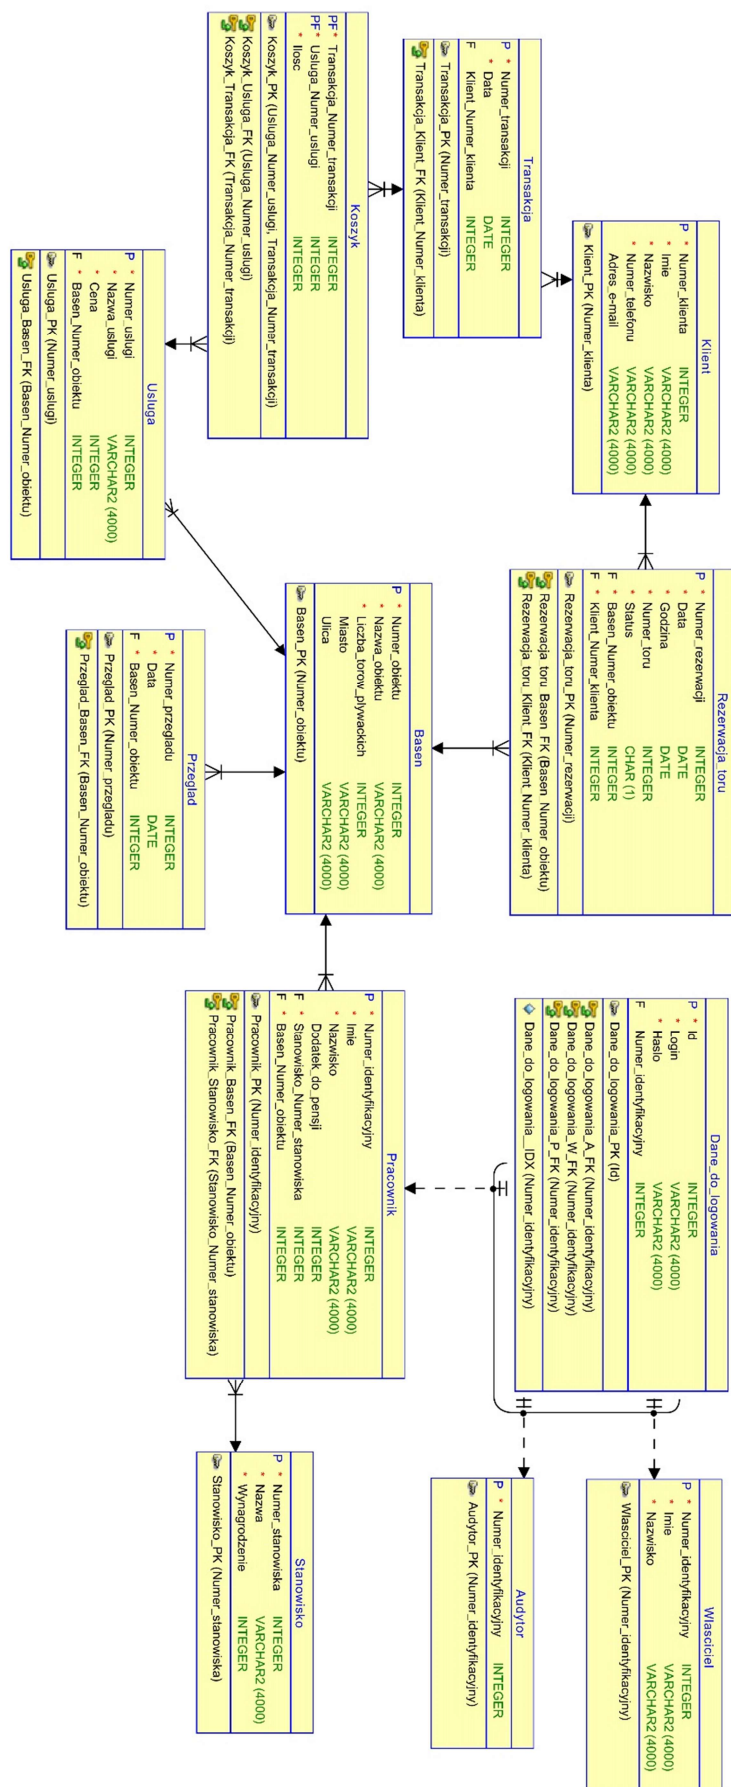 Klient
P * Numer_klienta INTEGER
* Imie VARCHAR2 (4000)
* Nazwisko VARCHAR2 (4000)
* Numer_telefonu VARCHAR2 (4000)
Adres_e-mail VARCHAR2 (4000)
Klient_PK (Numer_klienta)
Rezerwacja_toru
P * Numer_rezerwacji INTEGER
* Data DATE
* Godzina DATE
* Numer_toru INTEGER
* Status CHAR (1)
F * Basen_Numer_obiektu INTEGER
F * Klient_Numer_klienta INTEGER
Rezerwacja_toru_PK (Numer_rezerwacji)
Rezerwacja_toru_Basen_FK (Basen_Numer_obiektu)
Rezerwacja_toru_Klient_FK (Klient_Numer_klienta)
Dane_do_logowania
P * Id INTEGER
* Login VARCHAR2 (4000)
* Haslo VARCHAR2 (4000)
F Numer_identyfikacyjny INTEGER
Dane_do_logowania_PK (Id)
Dane_do_logowania_A_FK (Numer_identyfikacyjny)
Dane_do_logowania_W_FK (Numer_identyfikacyjny)
Dane_do_logowania_P_FK (Numer_identyfikacyjny)
Dane_do_logowania__IDX (Numer_identyfikacyjny)
Wlasciciel
P * Numer_identyfikacyjny INTEGER
* Imie VARCHAR2 (4000)
* Nazwisko VARCHAR2 (4000)
Wlasciciel_PK (Numer_identyfikacyjny)
Transakcja
P * Numer_transakcji INTEGER
* Data DATE
F Klient_Numer_klienta INTEGER
Transakcja_PK (Numer_transakcji)
Transakcja_Klient_FK (Klient_Numer_klienta)
Audytor
P * Numer_identyfikacyjny INTEGER
Audytor_PK (Numer_identyfikacyjny)
Basen
P * Numer_obiektu INTEGER
* Nazwa_obiektu VARCHAR2 (4000)
* Liczba_torow_plywackich INTEGER
Miasto VARCHAR2 (4000)
Ulica VARCHAR2 (4000)
Basen_PK (Numer_obiektu)
Pracownik
P * Numer_identyfikacyjny INTEGER
* Imie VARCHAR2 (4000)
* Nazwisko VARCHAR2 (4000)
Dodatek_do_pensji INTEGER
F * Stanowisko_Numer_stanowiska INTEGER
F * Basen_Numer_obiektu INTEGER
Pracownik_PK (Numer_identyfikacyjny)
Pracownik_Basen_FK (Basen_Numer_obiektu)
Pracownik_Stanowisko_FK (Stanowisko_Numer_stanowiska)
Koszyk
PF* Transakcja_Numer_transakcji INTEGER
PF* Usluga_Numer_uslugi INTEGER
* Ilosc INTEGER
Koszyk_PK (Usluga_Numer_uslugi, Transakcja_Numer_transakcji)
Koszyk_Usluga_FK (Usluga_Numer_uslugi)
Koszyk_Transakcja_FK (Transakcja_Numer_transakcji)
Stanowisko
P * Numer_stanowiska INTEGER
* Nazwa VARCHAR2 (4000)
* Wynagrodzenie INTEGER
Stanowisko_PK (Numer_stanowiska)
Przeglad
P * Numer_przegladu INTEGER
* Data DATE
F * Basen_Numer_obiektu INTEGER
Przeglad_PK (Numer_przegladu)
Przeglad_Basen_FK (Basen_Numer_obiektu)
Usluga
P * Numer_uslugi INTEGER
* Nazwa_uslugi VARCHAR2 (4000)
* Cena INTEGER
F * Basen_Numer_obiektu INTEGER
Usluga_PK (Numer_uslugi)
Usluga_Basen_FK (Basen_Numer_obiektu)